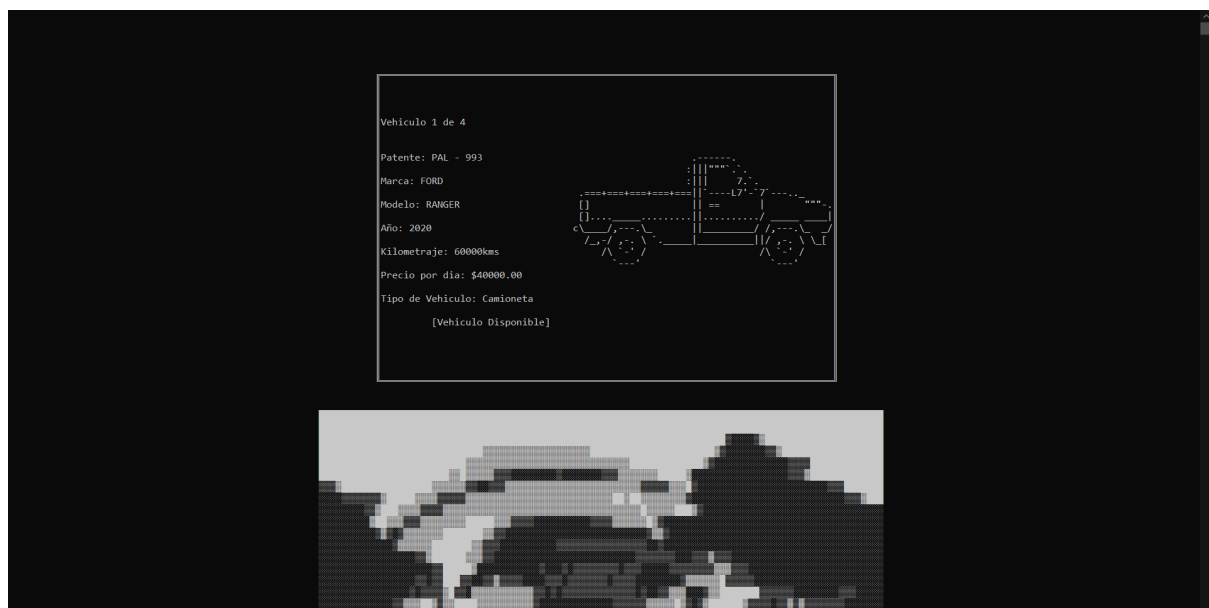 Vehiculo 1 de 4
Patente: PAL - 993
Marca: FORD
Modelo: RANGER
Año: 2020
Kilometraje: 60000kms
Precio por dia: $40000.00
Tipo de Vehiculo: Camioneta
[Vehiculo Disponible]